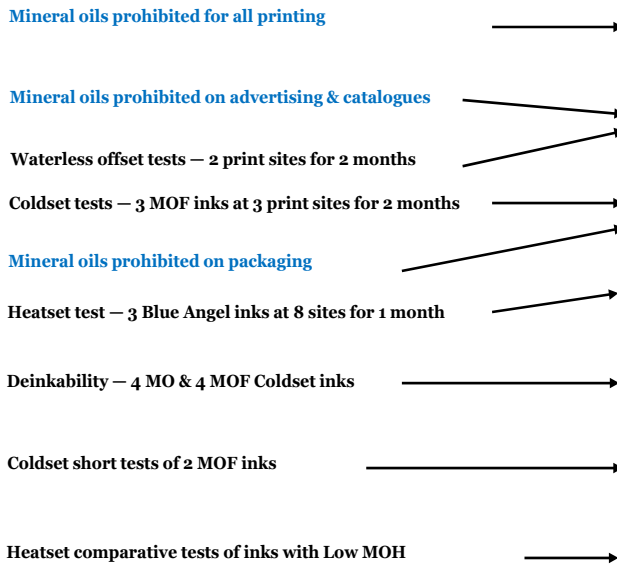 Mineral oils prohibited for all printing
Mineral oils prohibited on advertising & catalogues
Waterless offset tests — 2 print sites for 2 months
Coldset tests — 3 MOF inks at 3 print sites for 2 months
Mineral oils prohibited on packaging
Heatset test — 3 Blue Angel inks at 8 sites for 1 month
Deinkability — 4 MO & 4 MOF Coldset inks
Coldset short tests of 2 MOF inks
Heatset comparative tests of inks with Low MOH